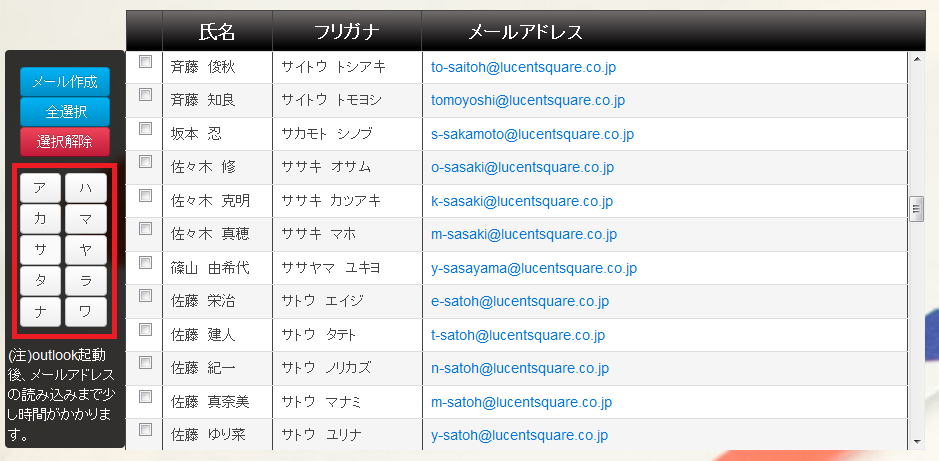 氏名 フリガナ メールアドレス
メール作成
全選択
選択解除
ア ハ
カ マ
サ ヤ
タ ラ
ナ ワ
(注)outlook起動
後、メールアドレス
の読み込みまで少
し時間がかかりま
す。
斉藤 俊秋 サイトウ トシアキ to-saitoh@lucentsquare.co.jp
斉藤 知良 サイトウ トモヨシ tomoyoshi@lucentsquare.co.jp
坂本 忍 サカモト シノブ s-sakamoto@lucentsquare.co.jp
佐々木 修 ササキ オサム o-sasaki@lucentsquare.co.jp
佐々木 克明 ササキ カツアキ k-sasaki@lucentsquare.co.jp
佐々木 真穂 ササキ マホ m-sasaki@lucentsquare.co.jp
篠山 由希代 ササヤマ ユキヨ y-sasayama@lucentsquare.co.jp
佐藤 栄治 サトウ エイジ e-satoh@lucentsquare.co.jp
佐藤 建人 サトウ タテト t-satoh@lucentsquare.co.jp
佐藤 紀一 サトウ ノリカズ n-satoh@lucentsquare.co.jp
佐藤 真奈美 サトウ マナミ m-satoh@lucentsquare.co.jp
佐藤 ゆり菜 サトウ ユリナ y-satoh@lucentsquare.co.jp